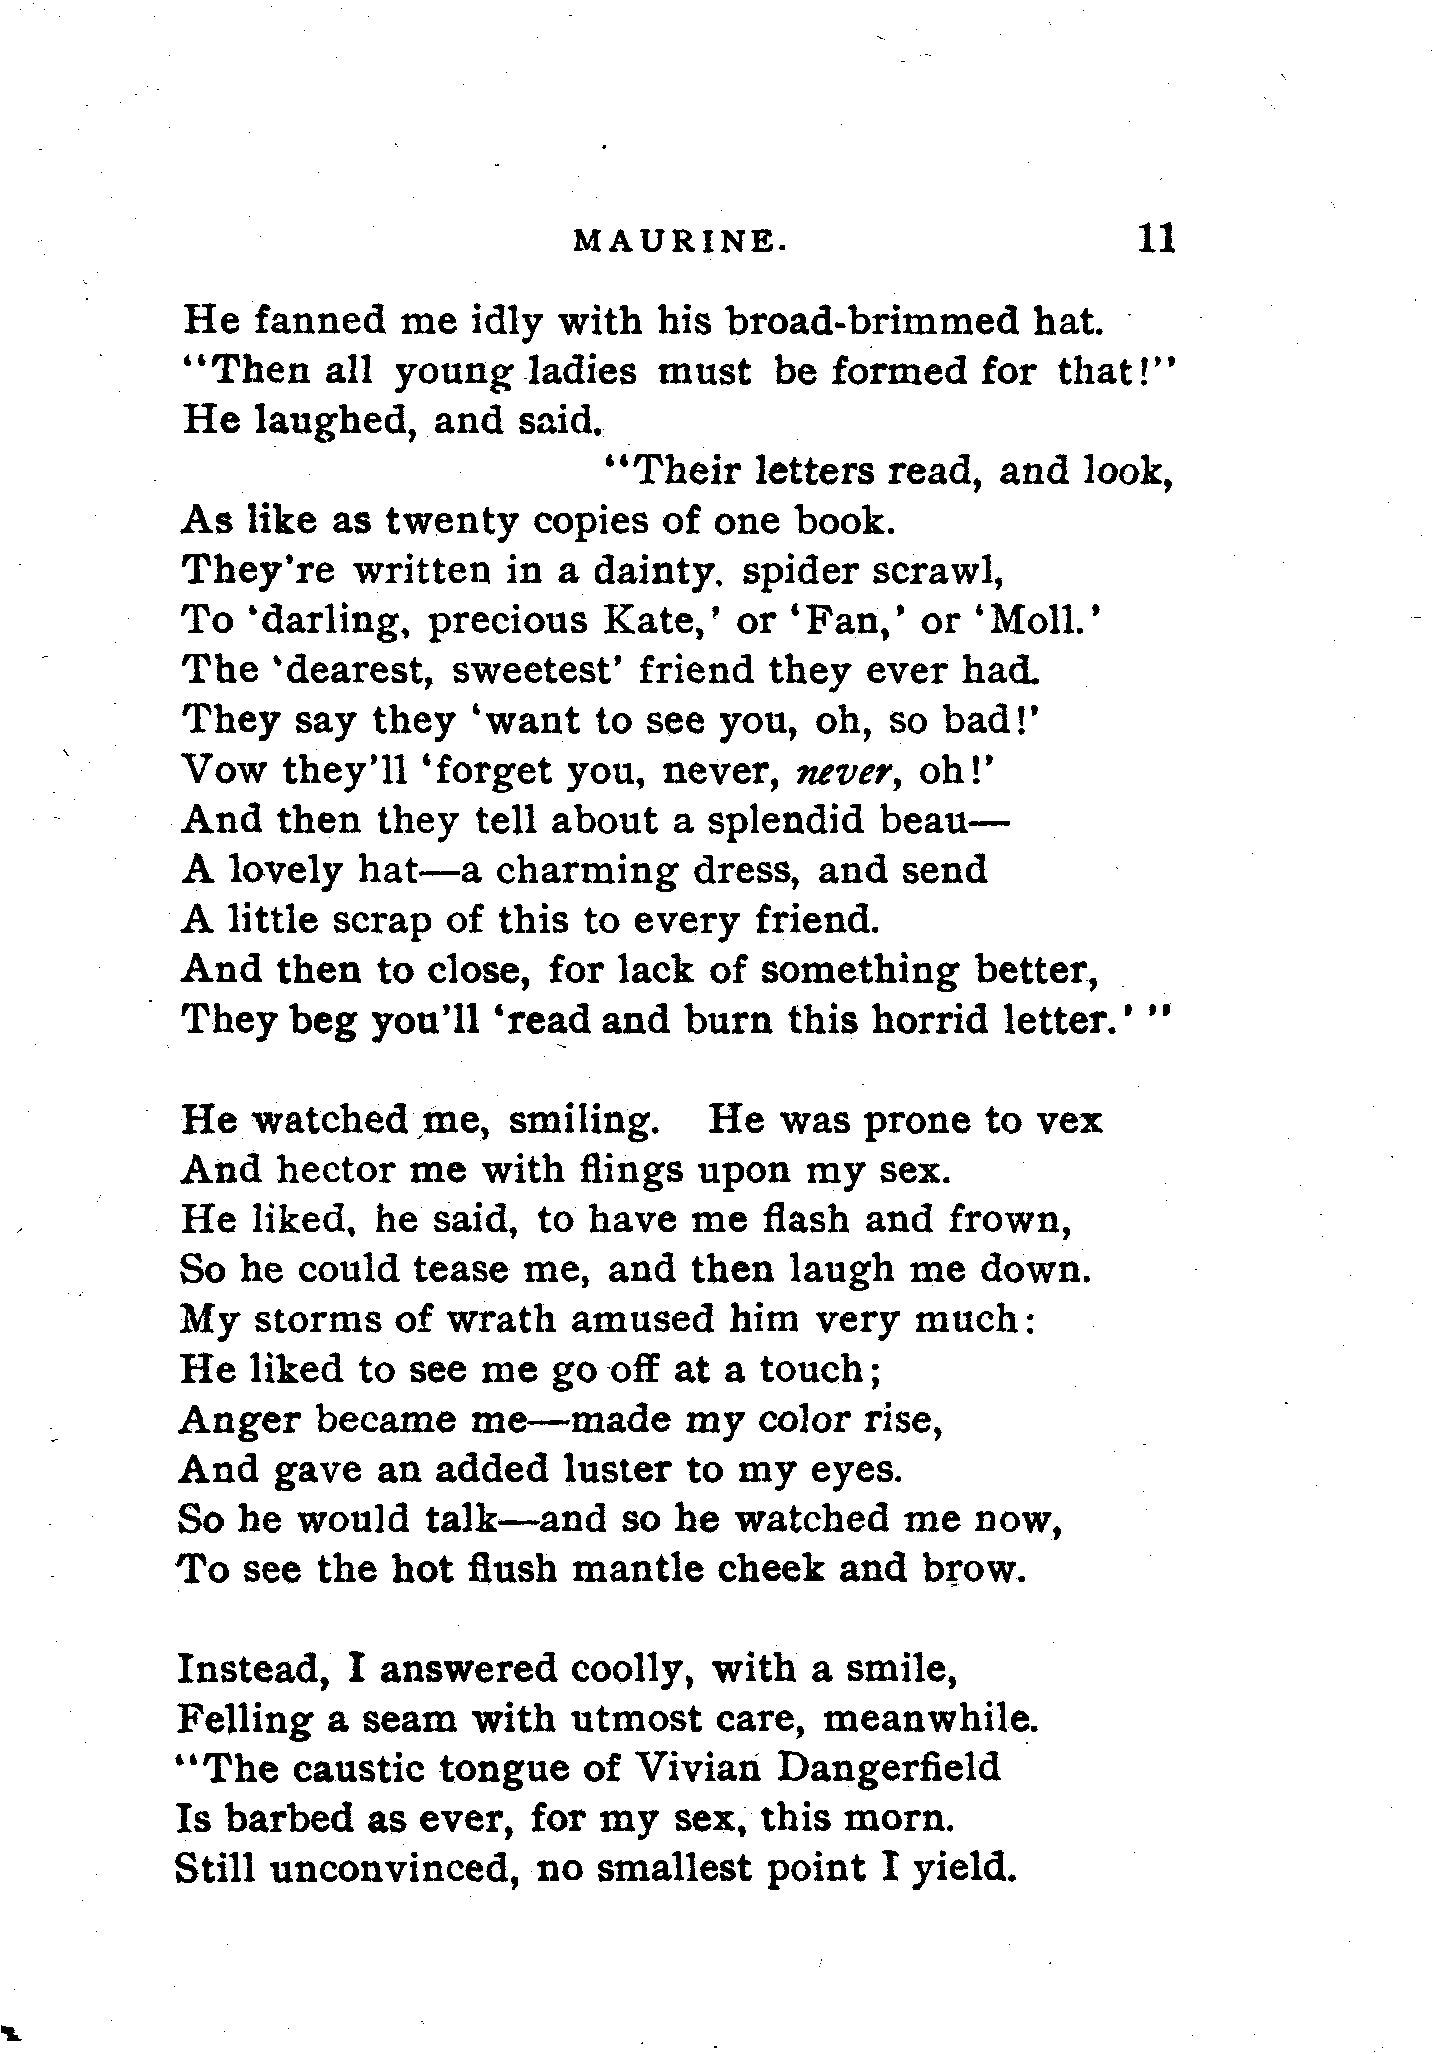 MAURINE. 11
He fanned me idly with his broad-brimmed hat.
“Then all young ladies must be formed for that!”
He laughed, and said.
“Their letters read, and look,
As like as twenty copies of one book.
They're written in a dainty. spider scrawl,
To ‘darling, precious Kate,’ or ‘Fan,’ or ‘Moll.’
The ‘dearest, sweetest’ friend they ever had.
They say they ‘want to see you, oh, so bad!’
Vow they'll ‘forget you, never, never, oh!’
And then they tell about a splendid beau—
A lovely hat—a charming dress, and send
A little scrap of this to every friend.
And then to close, for lack of something better,
They beg you'll ‘read and burn this horrid letter.’ ”
He watched me, smiling. He was prone to vex
And hector me with flings upon my sex.
He liked, he said, to have me flash and frown,
So he could tease me, and then laugh me down.
My storms of wrath amused him very much:
He liked to see me go off at a touch;
Anger became me—made my color rise,
And gave an added luster to my eyes.
So he would talk—and so he watched me now,
To see the hot flush mantle cheek and brow.
Instead, I answered coolly, with a smile,
Felling a seam with utmost care, meanwhile.
“The caustic tongue of Vivian Dangerfield
Is barbed as ever, for my sex, this morn.
Still unconvinced, no smallest point I yield.